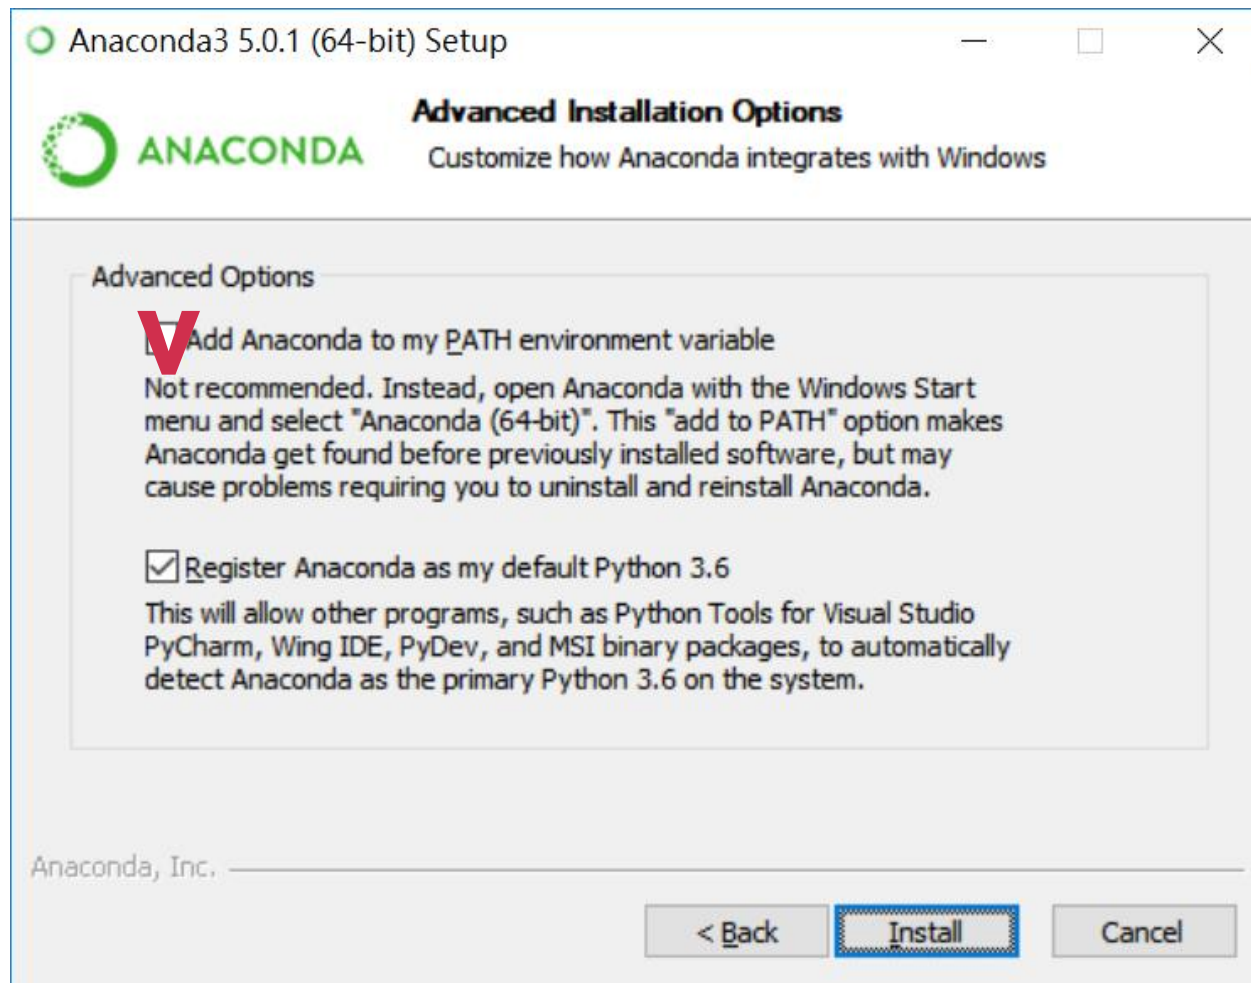 Anaconda3 5.0.1 (64-bit) Setup
ANACONDA
Advanced Installation Options
Customize how Anaconda integrates with Windows
Advanced Options
V
Add Anaconda to my PATH environment variable
Not recommended. Instead, open Anaconda with the Windows Start
menu and select "Anaconda (64-bit)". This "add to PATH" option makes
Anaconda get found before previously installed software, but may
cause problems requiring you to uninstall and reinstall Anaconda.
Register Anaconda as my default Python 3.6
This will allow other programs, such as Python Tools for Visual Studio
PyCharm, Wing IDE, PyDev, and MSI binary packages, to automatically
detect Anaconda as the primary Python 3.6 on the system.
Anaconda, Inc.
< Back
Install
Cancel